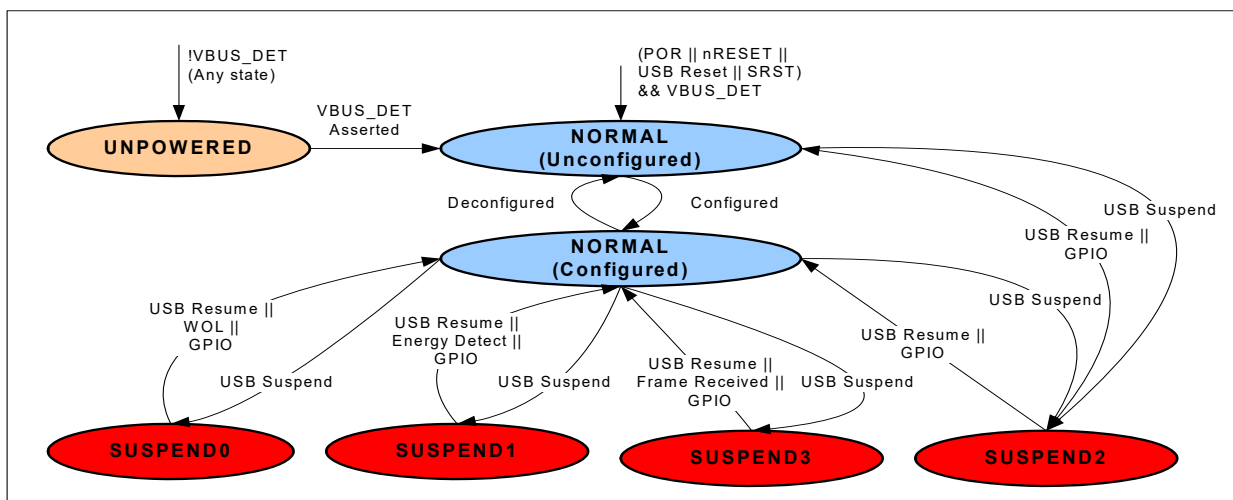 !VBUS_DET
(Any state)
(POR || nRESET ||
USB Reset || SRST)
&& VBUS_DET
VBUS_DET
Asserted
UNPOWERED
NORMAL
(Unconfigured)
Deconfigured
Configured
USB Suspend
USB Resume ||
GPIO
NORMAL
(Configured)
USB Resume ||
WOL ||
GPIO
USB Suspend
USB Resume ||
Energy Detect ||
GPIO
USB Suspend
USB Resume ||
Frame Received ||
GPIO
USB Suspend
USB Resume ||
GPIO
USB Suspend
SUSPEND0
SUSPEND1
SUSPEND3
SUSPEND2